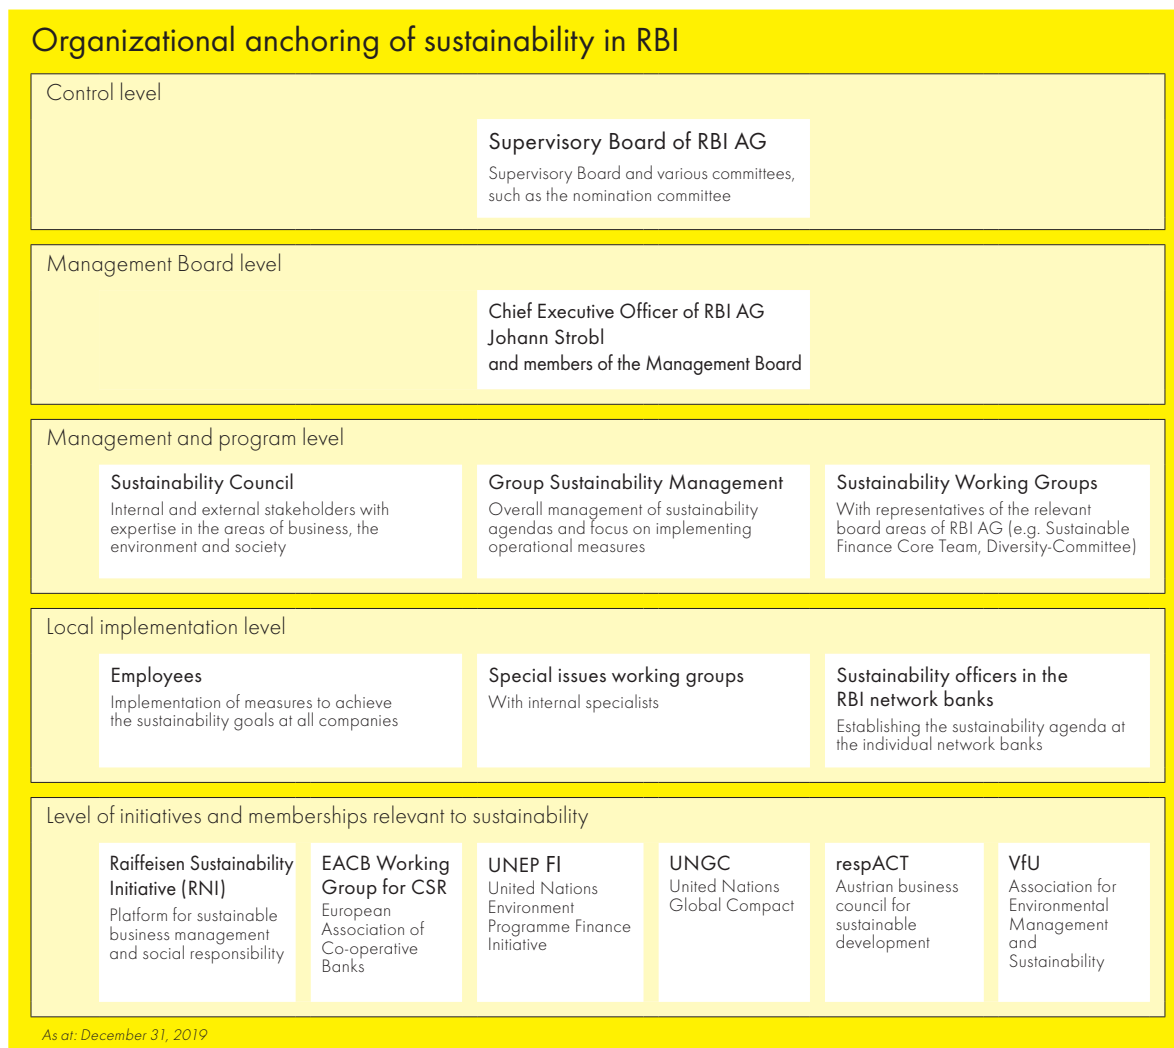 Organizational anchoring of sustainability in RBI
Control level
Supervisory Board of RBI AG
Supervisory Board and various committees,
such as the nomination committee
Management Board level
Chief Executive Officer of RBI AG
Johann Strobl
and members of the Management Board
Management and program level
Sustainability Council
Internal and external stakeholders with
expertise in the areas of business, the
environment and society
Group Sustainability Management
Overall management of sustainability
agendas and focus on implementing
operational measures
Sustainability Working Groups
With representatives of the relevant
board areas of RBI AG (e.g. Sustainable
Finance Core Team, Diversity-Committee)
Local implementation level
Employees
Implementation of measures to achieve
the sustainability goals at all companies
Special issues working groups
With internal specialists
Sustainability officers in the
RBI network banks
Establishing the sustainability agenda at
the individual network banks
Level of initiatives and memberships relevant to sustainability
Raiffeisen Sustainability
Initiative (RNI)
Platform for sustainable
business management
and social responsibility
EACB Working
Group for CSR
European
Association of
Co-operative
Banks
UNEP FI
United Nations
Environment
Programme Finance
Initiative
UNGC
United Nations
Global Compact
respACT
Austrian business
council for
sustainable
development
VfU
Association for
Environmental
Management
and
Sustainability
As at: December 31, 2019